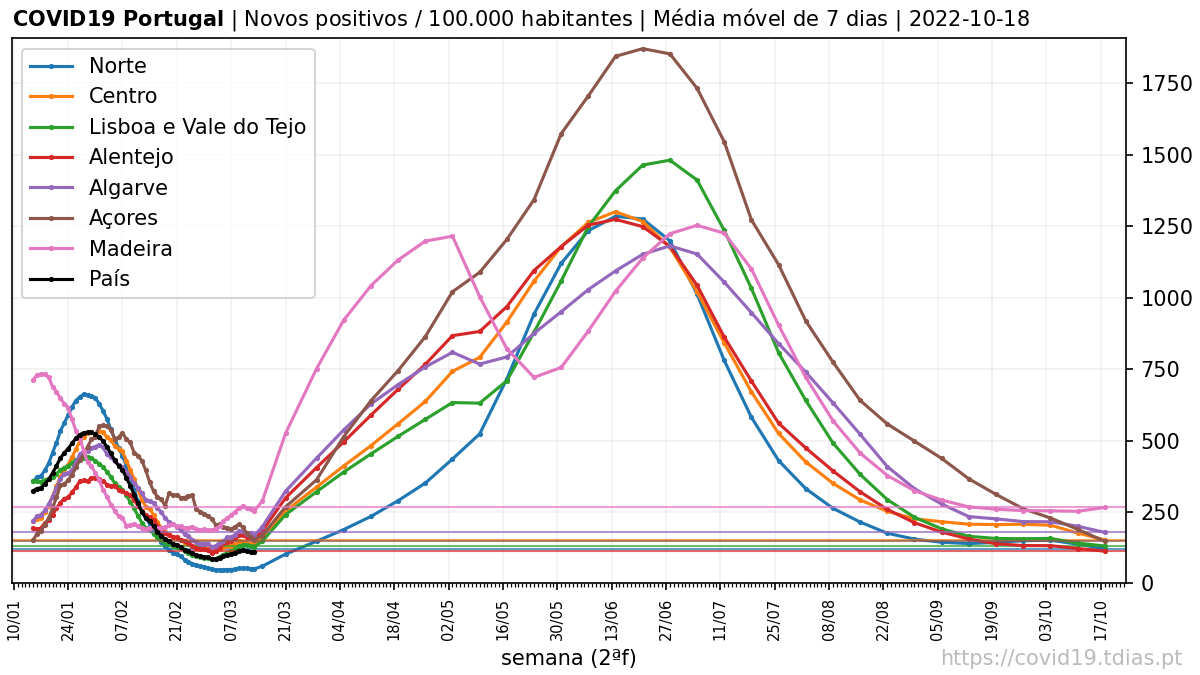 COVID19 Portugal | Novos positivos / 100.000 habitantes | Média móvel de 7 dias | 2022-10-18
Norte
Centro
Lisboa e Vale do Tejo
Alentejo
Algarve
Açores
Madeira
País
1750
1500
1250
1000
750
500
250
0
10/01 24/01 07/02 21/02 07/03 21/03 04/04 18/04 02/05 16/05 30/05 13/06 27/06 11/07 25/07 08/08 22/08 05/09 19/09 03/10 17/10
semana (2ªf)
https://covid19.tdias.pt